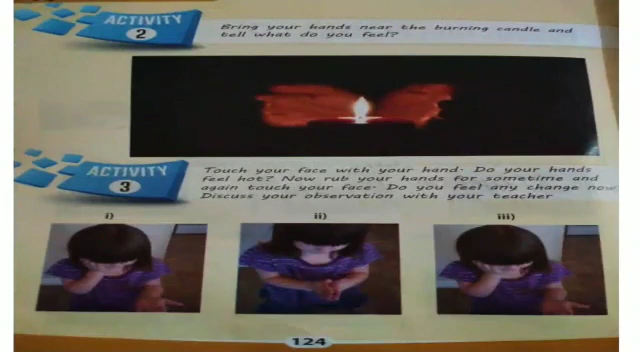 ACTIVITY
2
Bring your hands near the burning candle and
tell what do you feel?
ACTIVITY
3
Touch your face with your hand. Do your hands
feel hot? Now rub your hands for sometime and
again touch your face. Do you feel any change now
Discuss your observation with your teacher
i) ii) iii)
124